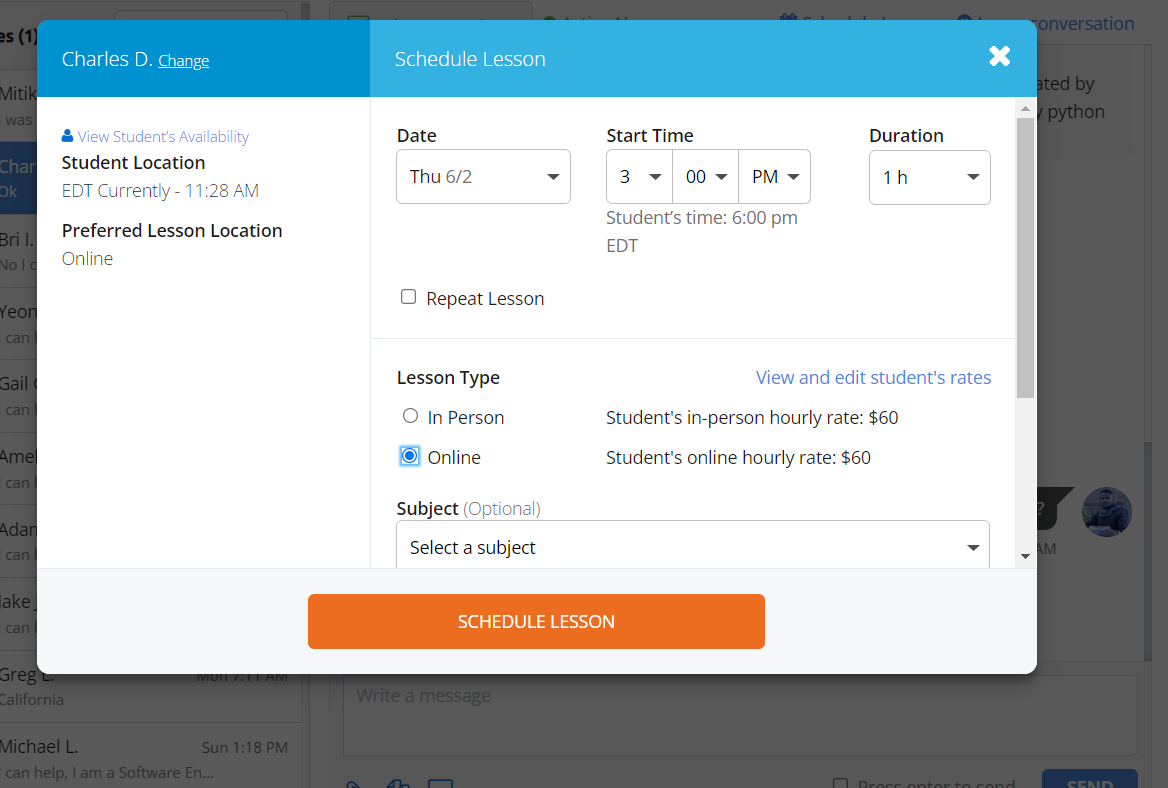 es (1)
conversation
Charles D. Change
Schedule Lesson
View Student's Availability
Student Location
EDT Currently - 11:28 AM
Preferred Lesson Location
Online
Date
Start Time
Duration
Thu 6/2
3
00
PM
1 h
Student's time: 6:00 pm
EDT
Repeat Lesson
Lesson Type
View and edit student's rates
In Person
Student's in-person hourly rate: $60
Online
Student's online hourly rate: $60
Subject (Optional)
Select a subject
SCHEDULE LESSON
Mitik
I was
Char
Ok
Bri I.
No I c
Yeon
I can h
Gail
I can h
Amel
I can h
Adam
I can h
Jake
I can h
Greg L.
Mon 7:11 AM
California
Michael L.
Sun 1:18 PM
I can help, I am a Software En...
ated by
y python
?
AM
Write a message
Press enter to send
SEND